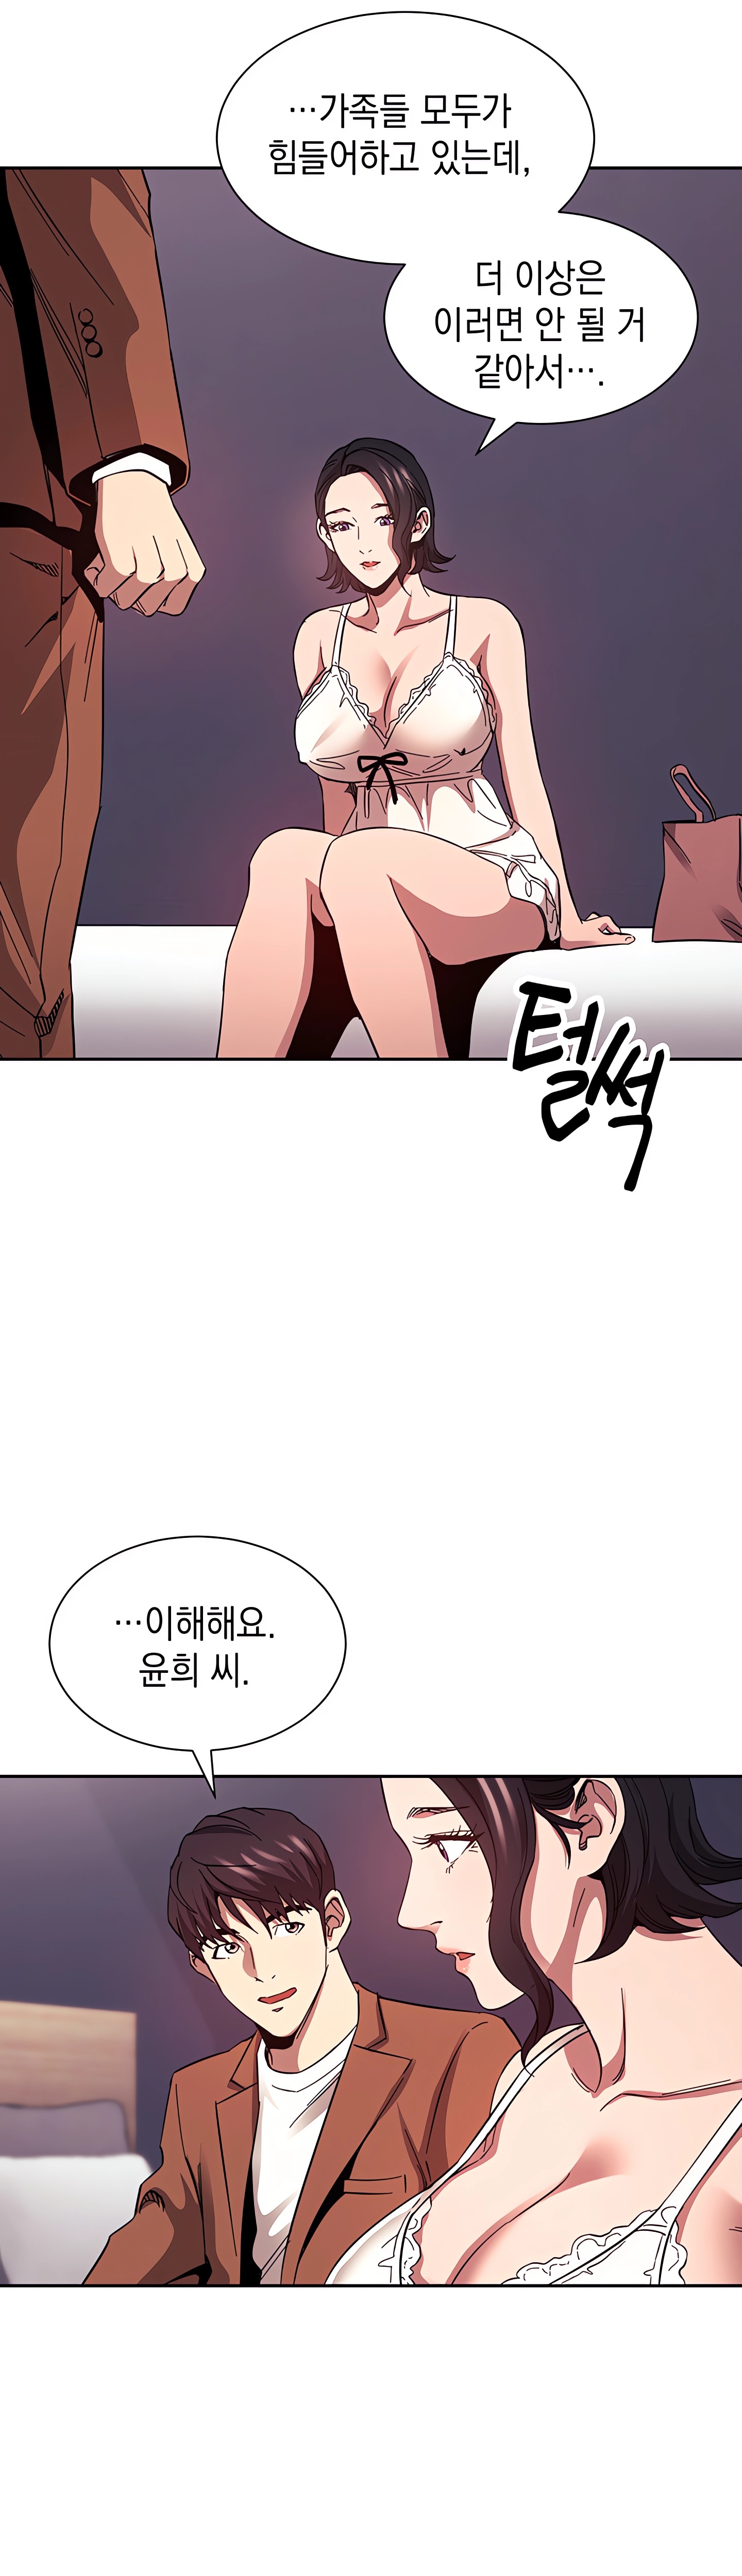 …가족들 모두가
힘들어하고 있는데,
더 이상은
이러면 안 될 거
같아서….
털썩
…이해해요.
윤희 씨.